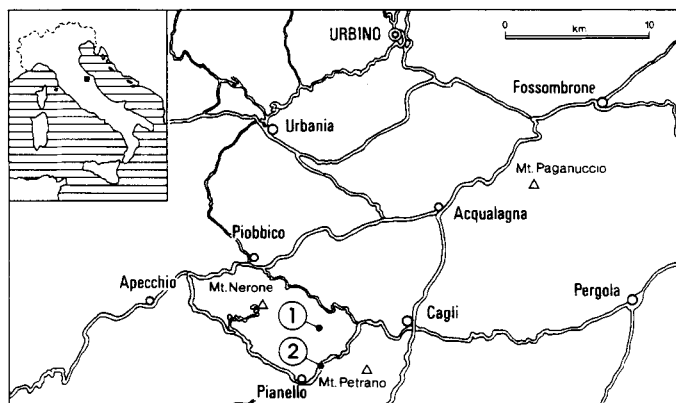 URBINO
0 10
km
Fossombrone
Urbania
Mt. Paganuccio
Acqualagna
Piobbico
Apecchio
Mt. Nerone
Pergola
1
Cagli
2
Mt. Petrano
Pianello